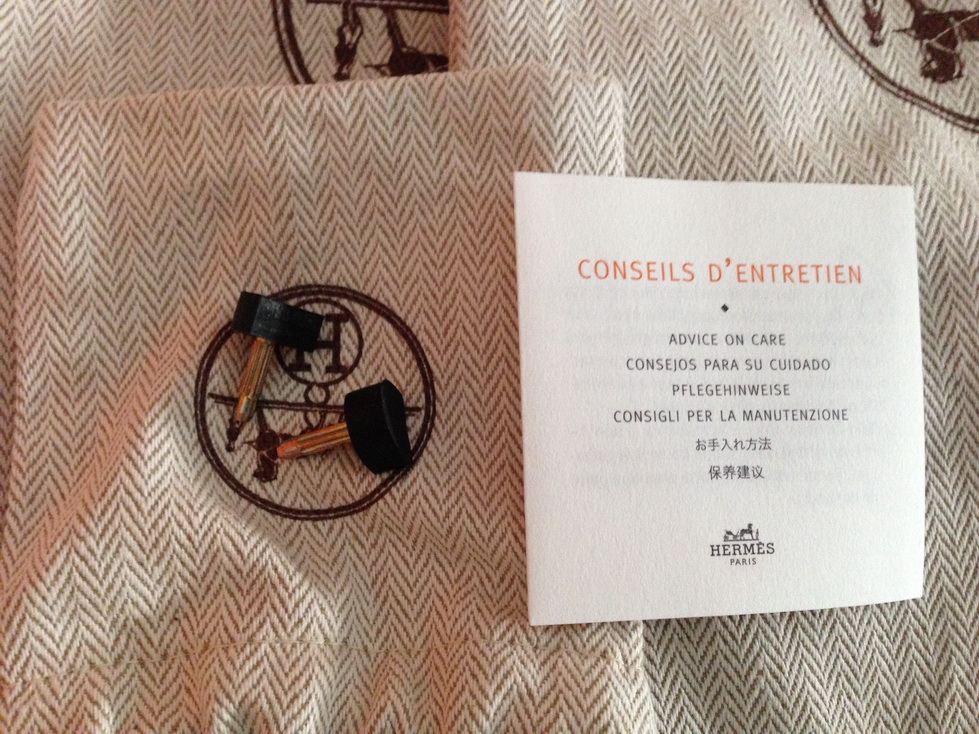 H
CONSEILS D'ENTRETIEN
ADVICE ON CARE
CONSEJOS PARA SU CUIDADO
PFLEGEHINWEISE
CONSIGLI PER LA MANUTENZIONE
お手入れ方法
保养建议
HERMÈS
PARIS